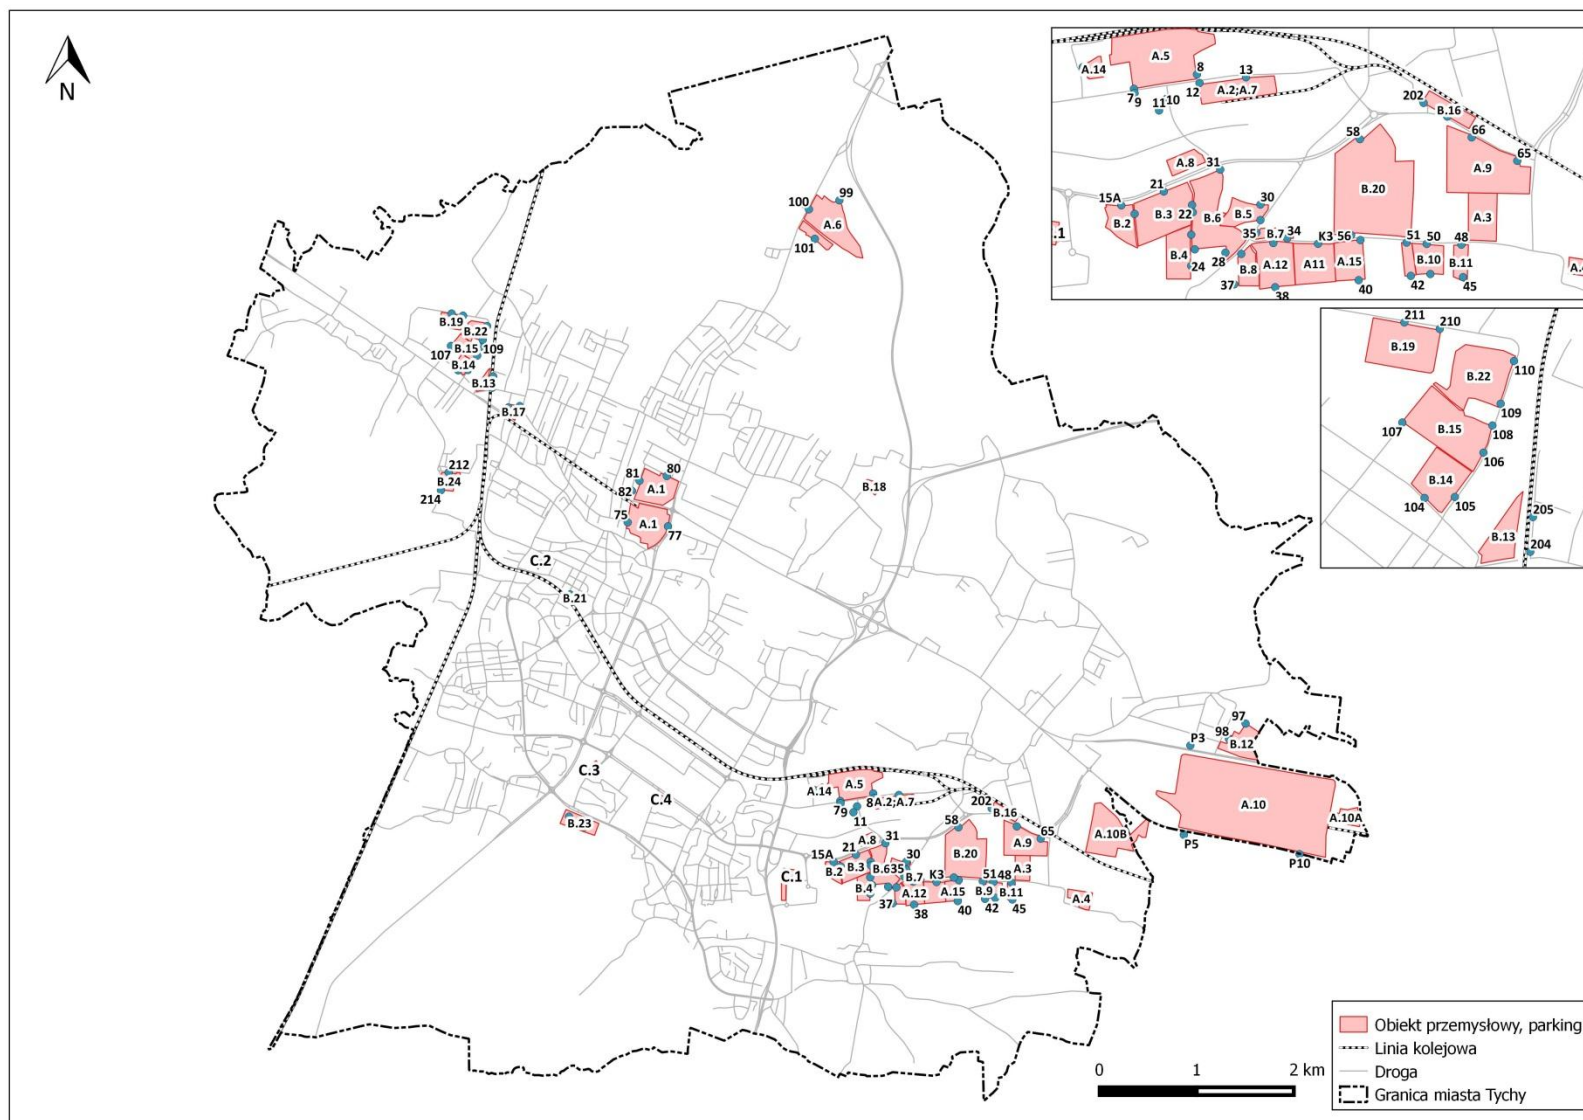 N
100
99
A.6
101
B.19
B.22
107
B.15
109
B.14
B.13
B.17
212
B.24
214
81
80
A.1
82
75
A.1
77
B.18
C.2
B.21
C.3
C.4
B.23
C.1
97
98
P3
B.12
A.10
A.10A
A.10B
P5
P10
A.14
A.5
8
A.2;A.7
79
11
202
B.16
58
65
A.9
31
A.8
21
15A
30
B.20
B.2
B.3
B.6
35
B.7
K3
51
48
A.3
B.4
A.12
A.15
B.9
B.11
A.4
37
38
40
42
45
A.14
A.5
8
13
7
9
11
10
12
A.2;A.7
202
B.16
58
66
65
A.8
31
A.9
15A
21
B.20
30
B.2
B.3
22
B.6
B.5
A.3
.1
35
B.7
34
K3
56
51
50
48
B.4
24
28
B.8
A.12
A11
A.15
B.10
B.11
37
38
40
42
45
211
210
B.19
B.22
110
109
107
B.15
108
106
B.14
104
105
205
B.13
204
0 1 2 km
Obiekt przemysłowy, parking
Linia kolejowa
Droga
Granica miasta Tychy